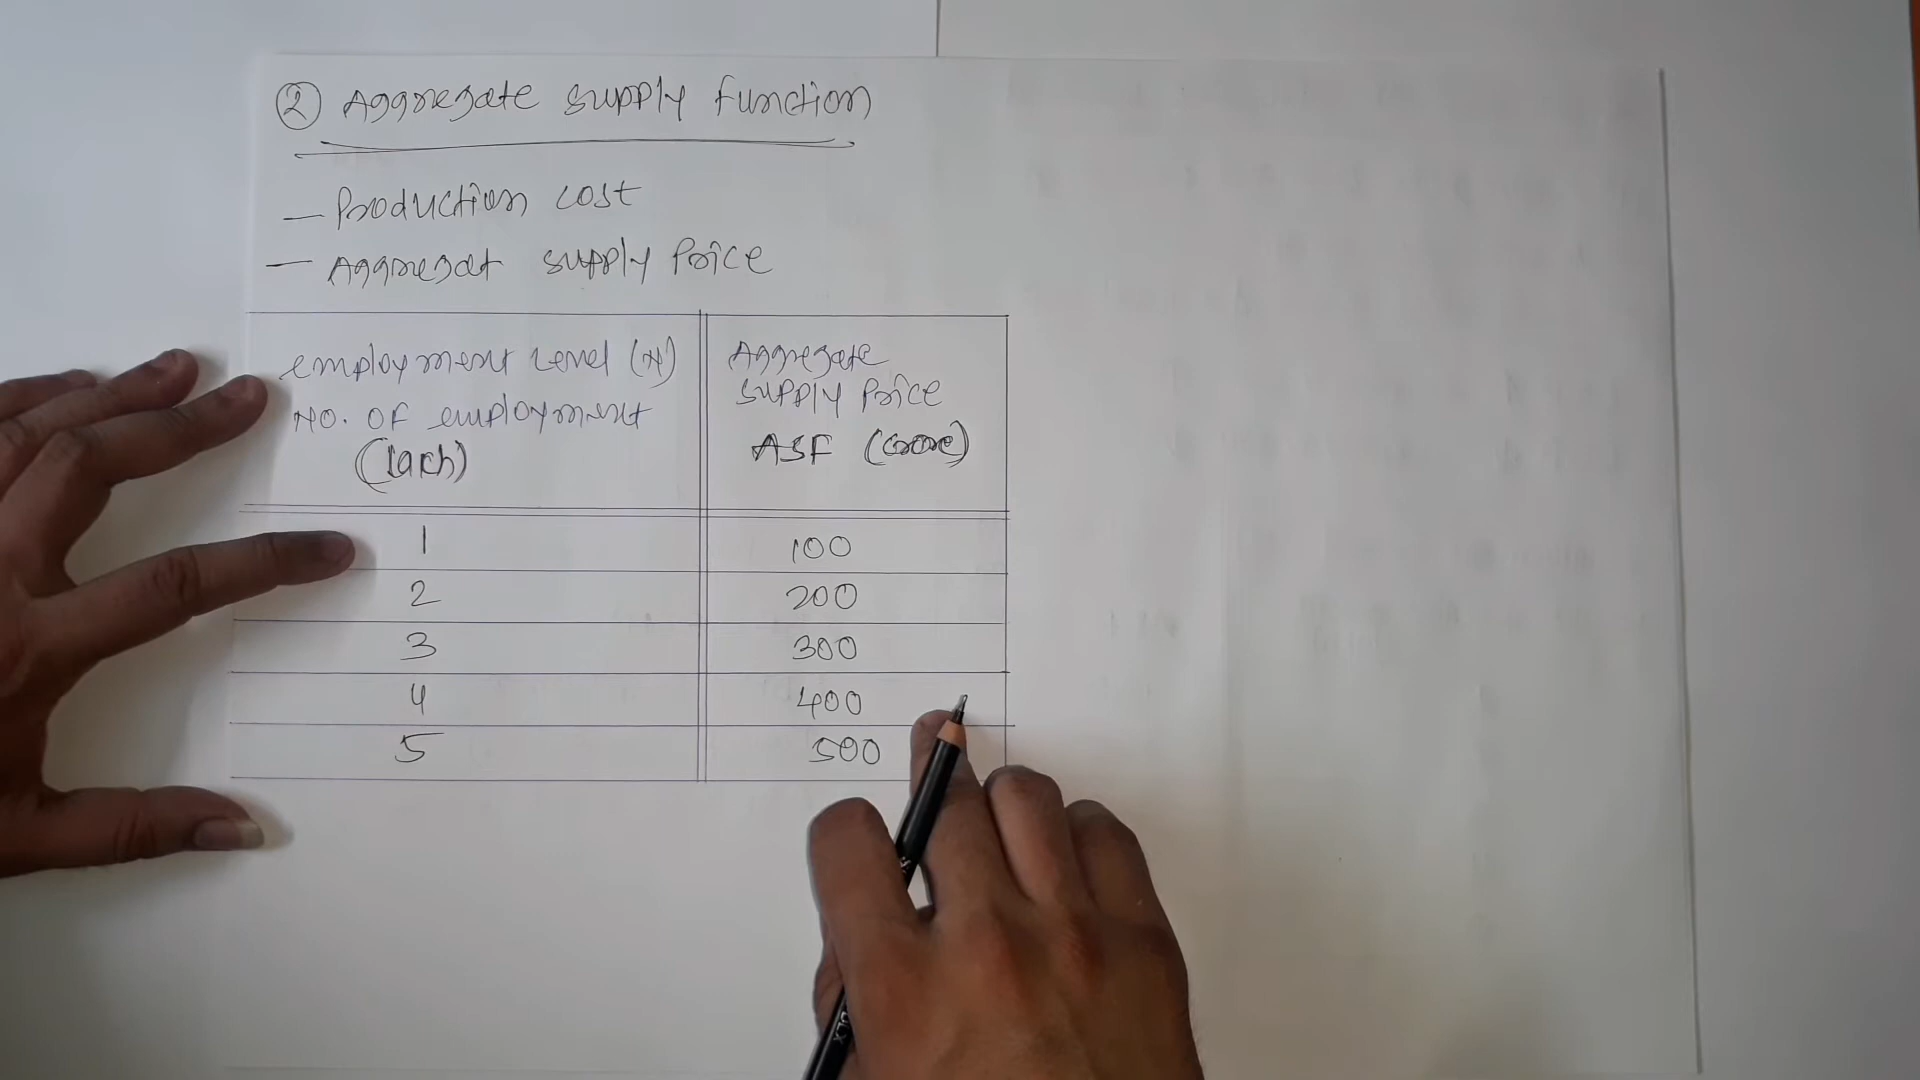 ② Aggregate supply function
— Production cost
— Aggregat supply Price
employment Level (N)
No. OF employment
(lach)
Aggregate
supply Price
ASF (crore)
1 100
2 200
3 300
4 400
5 500